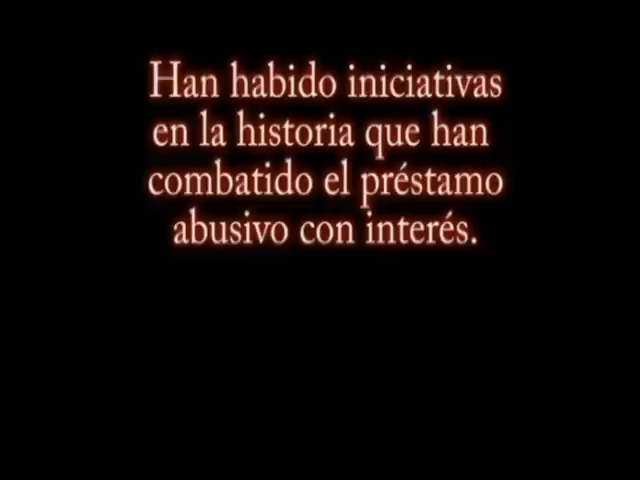 Han habido iniciativas
en la historia que han
combatido el préstamo
abusivo con interés.